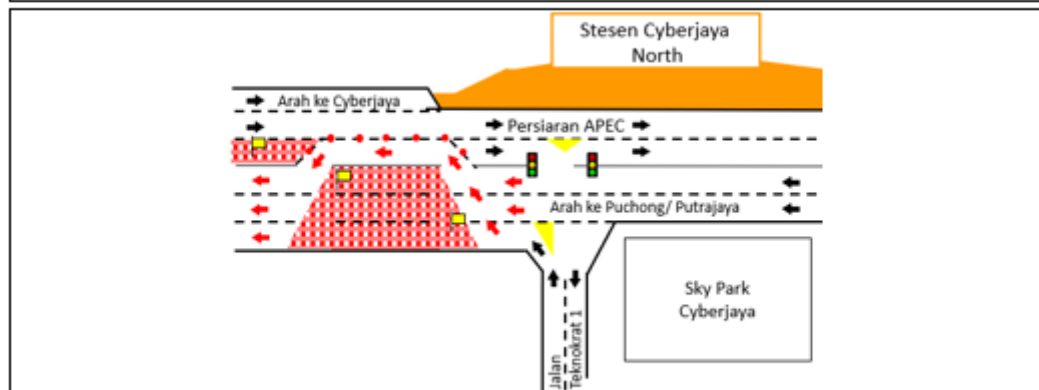 Stesen Cyberjaya
North
Arah ke Cyberjaya
Persiaran APEC
Arah ke Puchong/ Putrajaya
Sky Park
Cyberjaya
Jalan
Teknokrat 1